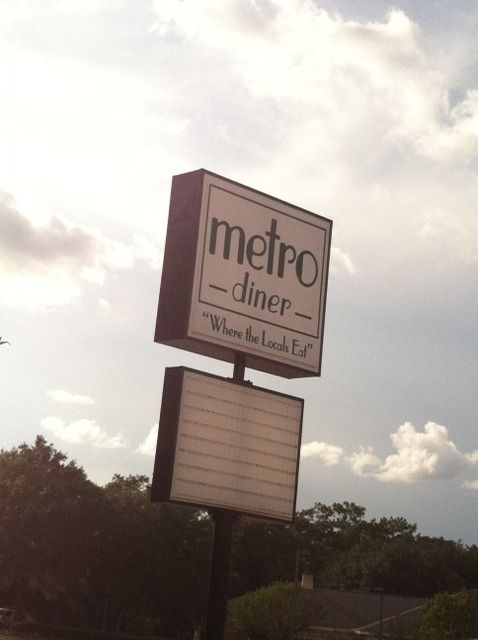 metro
– diner –
"Where the Locals Eat"